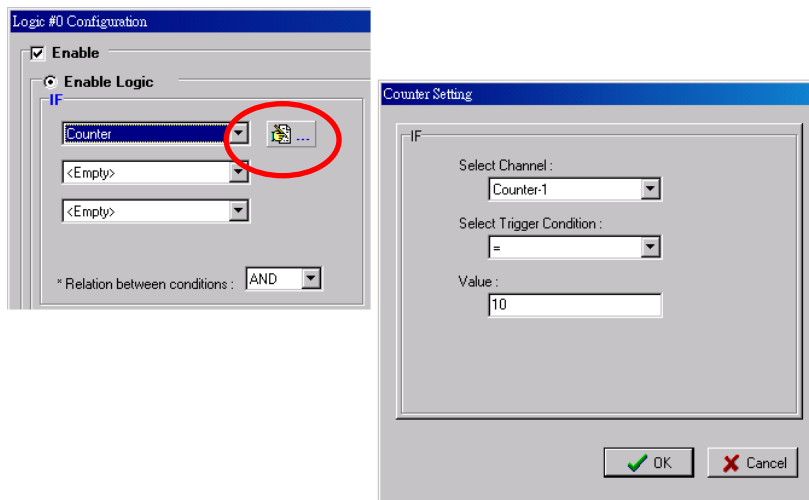 Logic #0 Configuration
Enable
Enable Logic
IF
Counter
...
<Empty>
<Empty>
* Relation between conditions : AND
Counter Setting
IF
Select Channel :
Counter-1
Select Trigger Condition :
=
Value :
10
OK Cancel